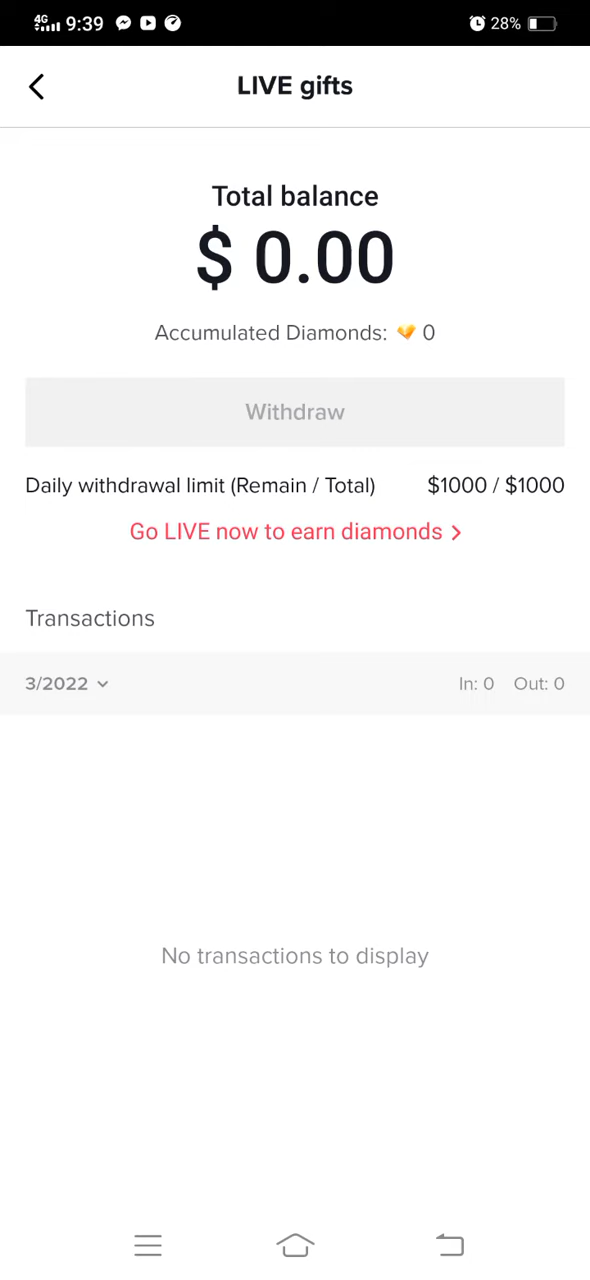 4G 9:39 28%
LIVE gifts
Total balance
$ 0.00
Accumulated Diamonds: 0
Withdraw
Daily withdrawal limit (Remain / Total) $1000 / $1000
Go LIVE now to earn diamonds >
Transactions
3/2022 In: 0 Out: 0
No transactions to display